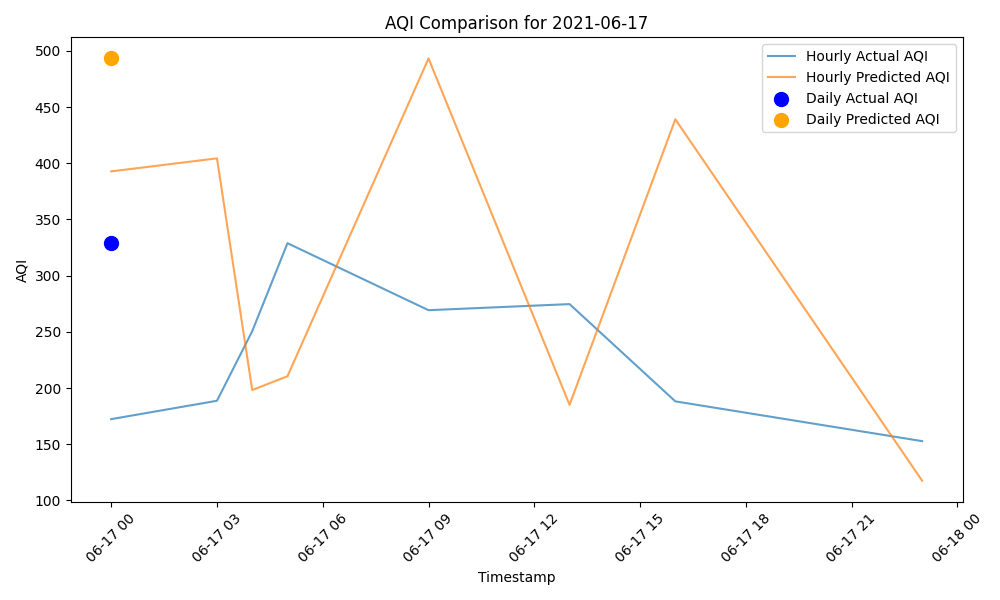 AQI Comparison for 2021-06-17
Hourly Actual AQI
Hourly Predicted AQI
Daily Actual AQI
Daily Predicted AQI
AQI
500
450
400
350
300
250
200
150
100
06-17 00
06-17 03
06-17 06
06-17 09
06-17 12
06-17 15
06-17 18
06-17 21
06-18 00
Timestamp